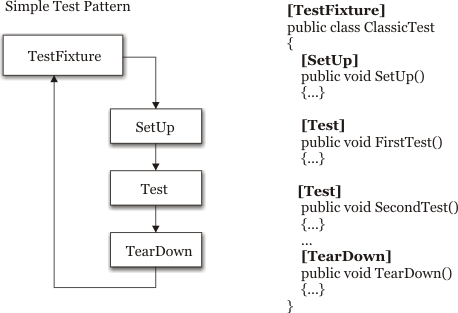 Simple Test Pattern
TestFixture
SetUp
Test
TearDown
[TestFixture]
public class ClassicTest
{
[SetUp]
public void SetUp()
{...}
[Test]
public void FirstTest()
{...}
[Test]
public void SecondTest()
{...}
...
[TearDown]
public void TearDown()
{...}
}